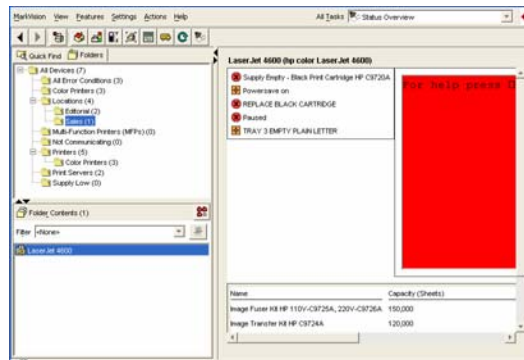 MarkVision View Features Settings Actions Help
All Tasks Status Overview
Quick Find Folders
All Devices (7)
All Error Conditions (3)
Color Printers (3)
Locations (4)
Editorial (2)
Sales (1)
Multi-Function Printers (MFPs) (0)
Not Communicating (0)
Printers (5)
Color Printers (3)
Print Servers (2)
Supply Low (0)
Folder Contents (1)
Filter <None>
LaserJet 4600
LaserJet 4600 (hp color LaserJet 4600)
Supply Empty - Black Print Cartridge HP C9720A
Powersave on
REPLACE BLACK CARTRIDGE
Paused
TRAY 3 EMPTY PLAIN LETTER
For help press
Name Capacity (Sheets)
Image Fuser Kit HP 110V-C9725A, 220V-C9726A 150,000
Image Transfer Kit HP C9724A 120,000